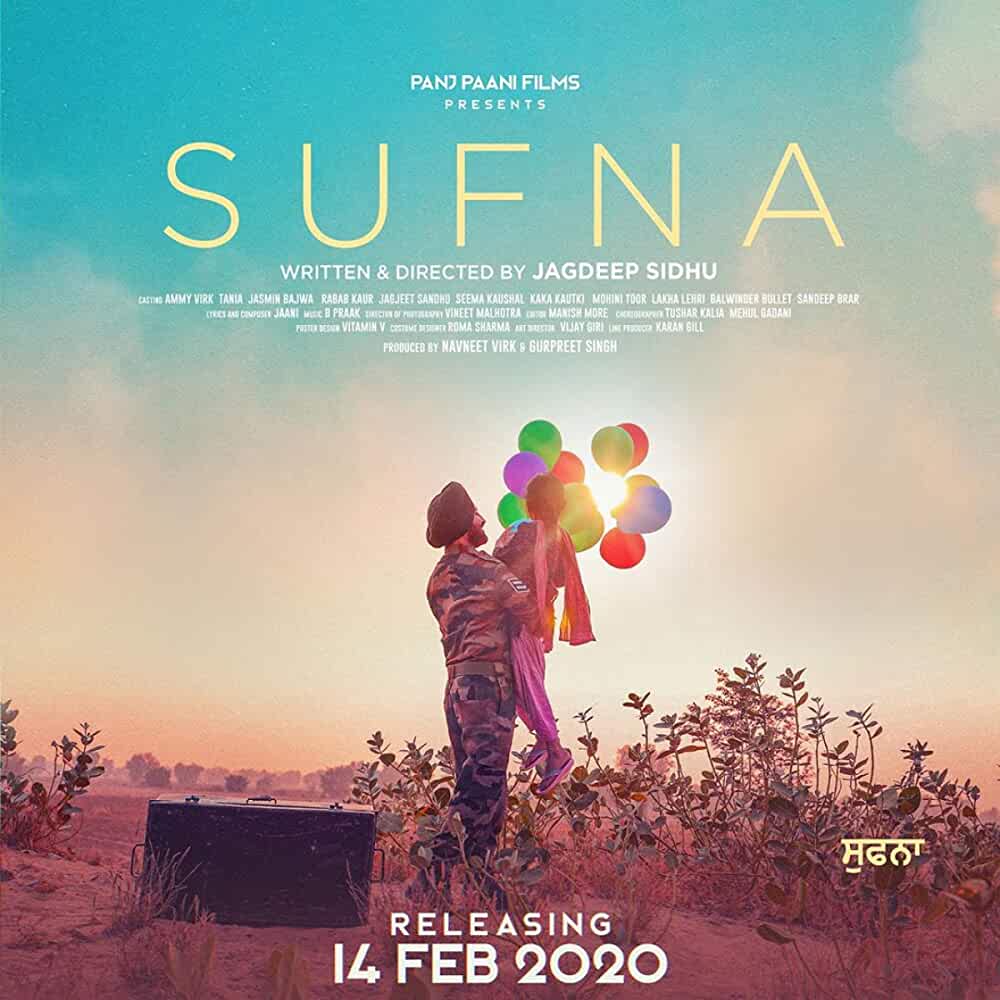 PANJ PAANI FILMS
PRESENTS
SUFNA
WRITTEN & DIRECTED BY JAGDEEP SIDHU
CASTING AMMY VIRK TANIA JASMIN BAJWA RABAB KAUR JAGJEET SANDHU SEEMA KAUSHAL KAKA KAUTKI MOHINI TOOR LAKHA LEHRI BALWINDER BULLET SANDEEP BRAR
LYRICS AND COMPOSER JAANI MUSIC B PRAAK DIRECTOR OF PHOTOGRAPHY VINEET MALHOTRA EDITOR MANISH MORE CHOREOGRAPHER TUSHAR KALIA MEHUL GADANI
POSTER DESIGN VITAMIN V COSTUME DESIGNER ROMA SHARMA ART DIRECTOR VIJAY GIRI LINE PRODUCER KARAN GILL
PRODUCED BY NAVNEET VIRK & GURPREET SINGH
ਸੁਫਨਾ
RELEASING
14 FEB 2020